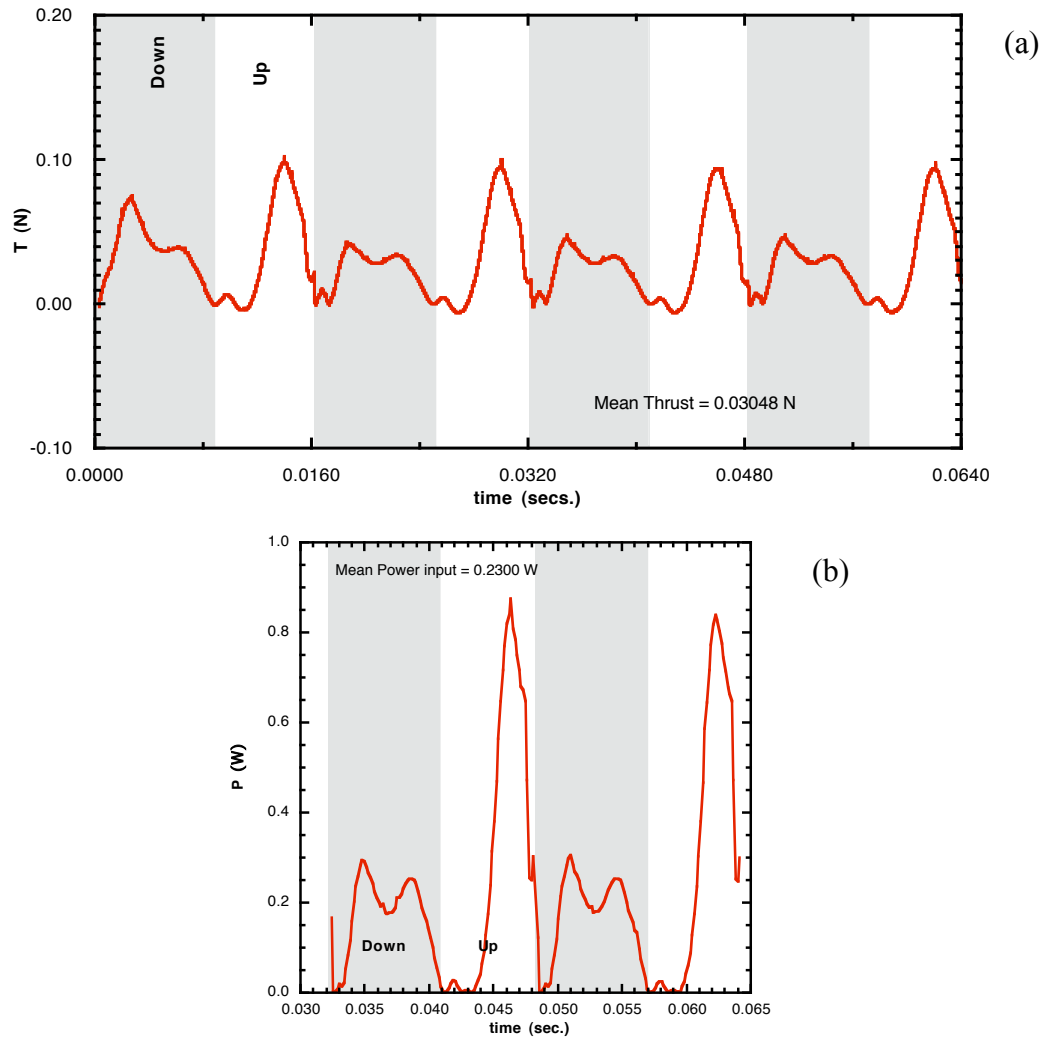 (a)
0.20
Down
Up
0.10
T (N)
0.00
Mean Thrust = 0.03048 N
-0.10
0.0000 0.0160 0.0320 0.0480 0.0640
time (secs.)
(b)
1.0
Mean Power input = 0.2300 W
0.8
0.6
P (W)
0.4
0.2
Down Up
0.0
0.030 0.035 0.040 0.045 0.050 0.055 0.060 0.065
time (sec.)